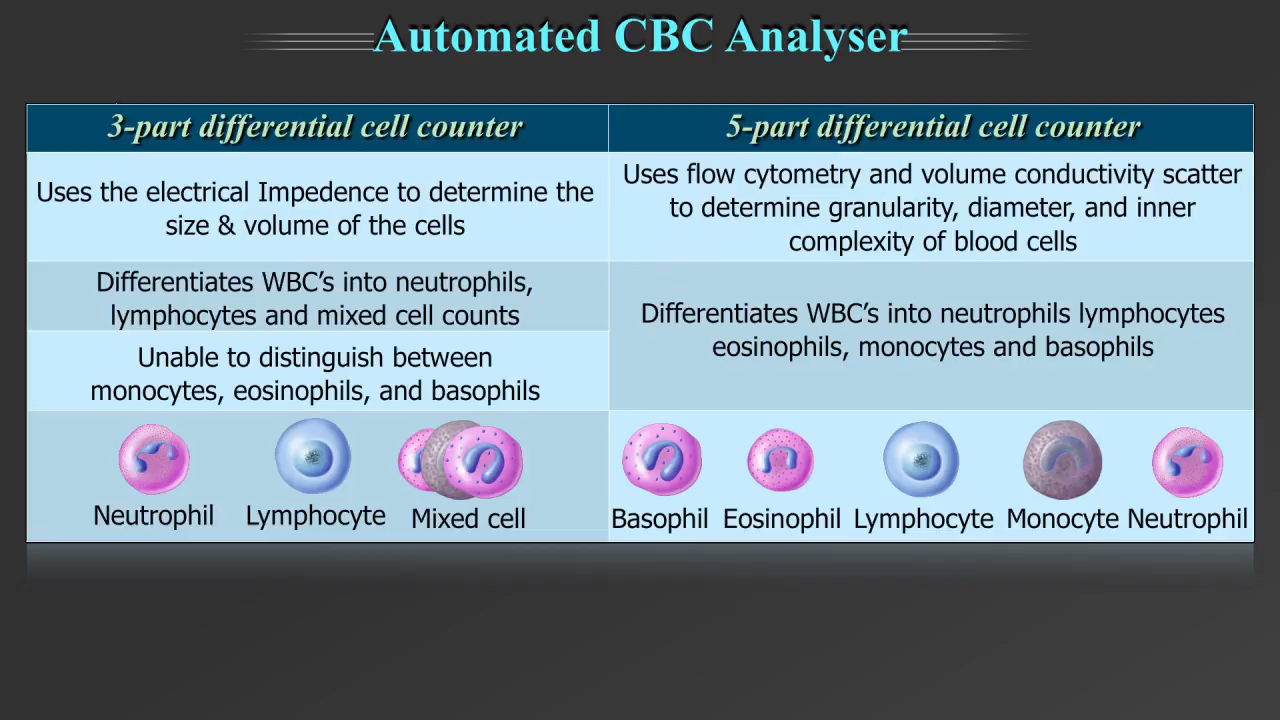 Automated CBC Analyser
3-part differential cell counter
5-part differential cell counter
Uses the electrical Impedence to determine the
size & volume of the cells
Uses flow cytometry and volume conductivity scatter
to determine granularity, diameter, and inner
complexity of blood cells
Differentiates WBC’s into neutrophils,
lymphocytes and mixed cell counts
Differentiates WBC’s into neutrophils lymphocytes
eosinophils, monocytes and basophils
Unable to distinguish between
monocytes, eosinophils, and basophils
Neutrophil Lymphocyte Mixed cell
Basophil Eosinophil Lymphocyte Monocyte Neutrophil